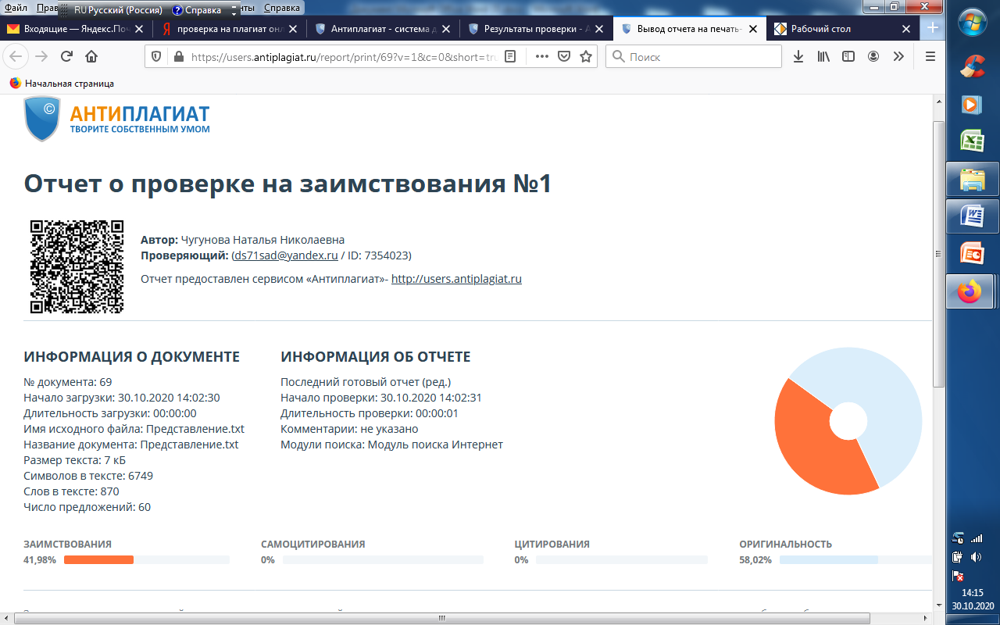 Файл
Справка
RU Русский (Россия)
Справка
Входящие — Яндекс.Поч
проверка на плагиат онл
Антиплагиат - система д
Результаты проверки - А
Вывод отчета на печать-
Рабочий стол
https://users.antiplagiat.ru/report/print/69?v=1&c=0&short=tru
Поиск
Начальная страница
АНТИПЛАГИАТ
ТВОРИТЕ СОБСТВЕННЫМ УМОМ
Отчет о проверке на заимствования №1
Автор: Чугунова Наталья Николаевна
Проверяющий: (ds71sad@yandex.ru / ID: 7354023)
Отчет предоставлен сервисом «Антиплагиат»- http://users.antiplagiat.ru
ИНФОРМАЦИЯ О ДОКУМЕНТЕ
№ документа: 69
Начало загрузки: 30.10.2020 14:02:30
Длительность загрузки: 00:00:00
Имя исходного файла: Представление.txt
Название документа: Представление.txt
Размер текста: 7 кБ
Символов в тексте: 6749
Слов в тексте: 870
Число предложений: 60
ИНФОРМАЦИЯ ОБ ОТЧЕТЕ
Последний готовый отчет (ред.)
Начало проверки: 30.10.2020 14:02:31
Длительность проверки: 00:00:01
Комментарии: не указано
Модули поиска: Модуль поиска Интернет
ЗАИМСТВОВАНИЯ
41,98%
САМОЦИТИРОВАНИЯ
0%
ЦИТИРОВАНИЯ
0%
ОРИГИНАЛЬНОСТЬ
58,02%
14:15
30.10.2020